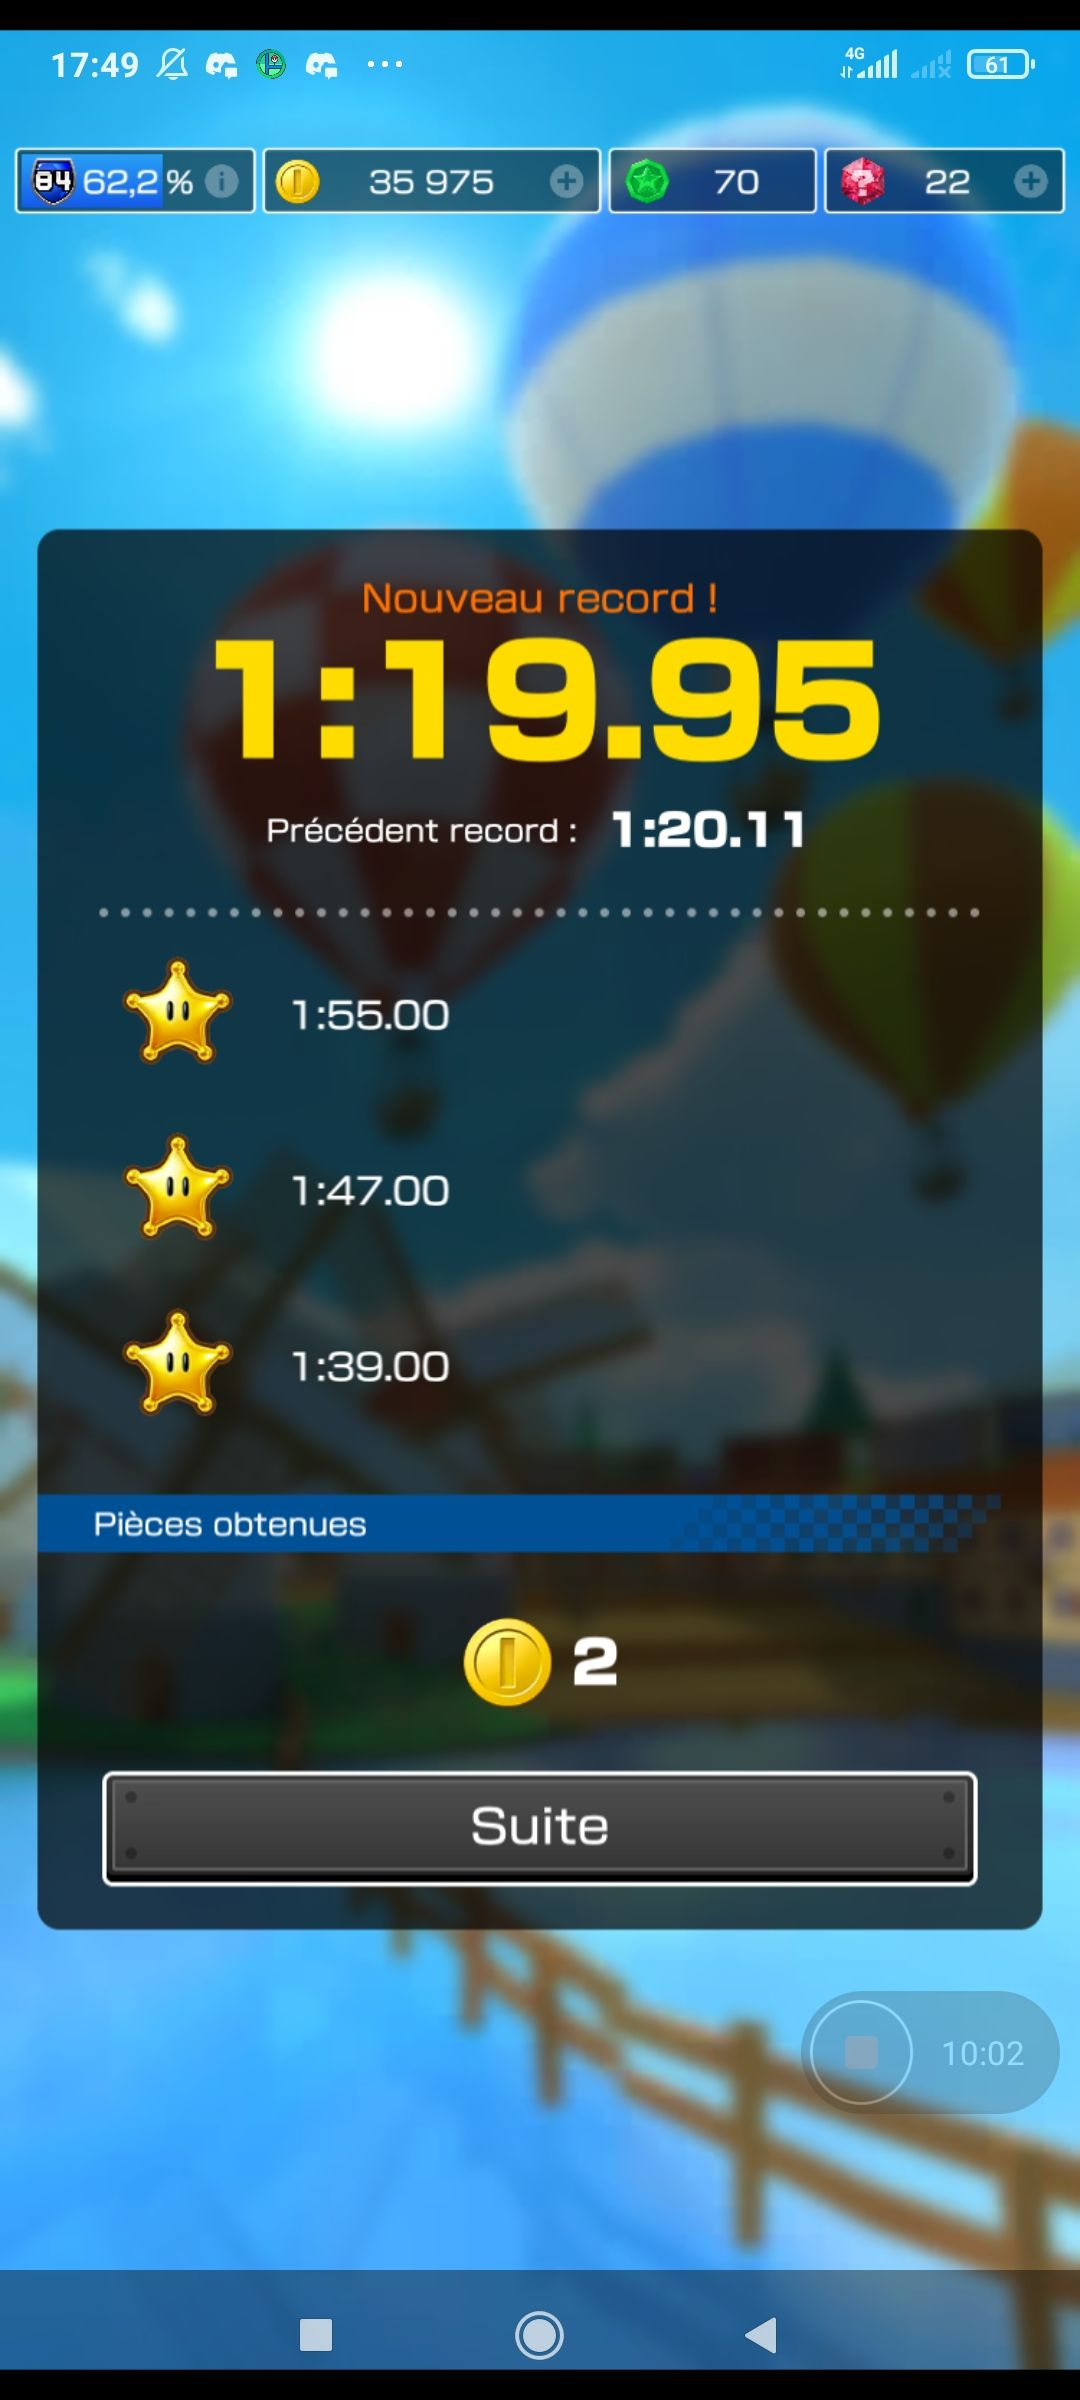 17:49 4G 61
84 62,2 % 35 975 70 22
Nouveau record !
1:19.95
Précédent record : 1:20.11
1:55.00
1:47.00
1:39.00
Pièces obtenues
2
Suite
10:02